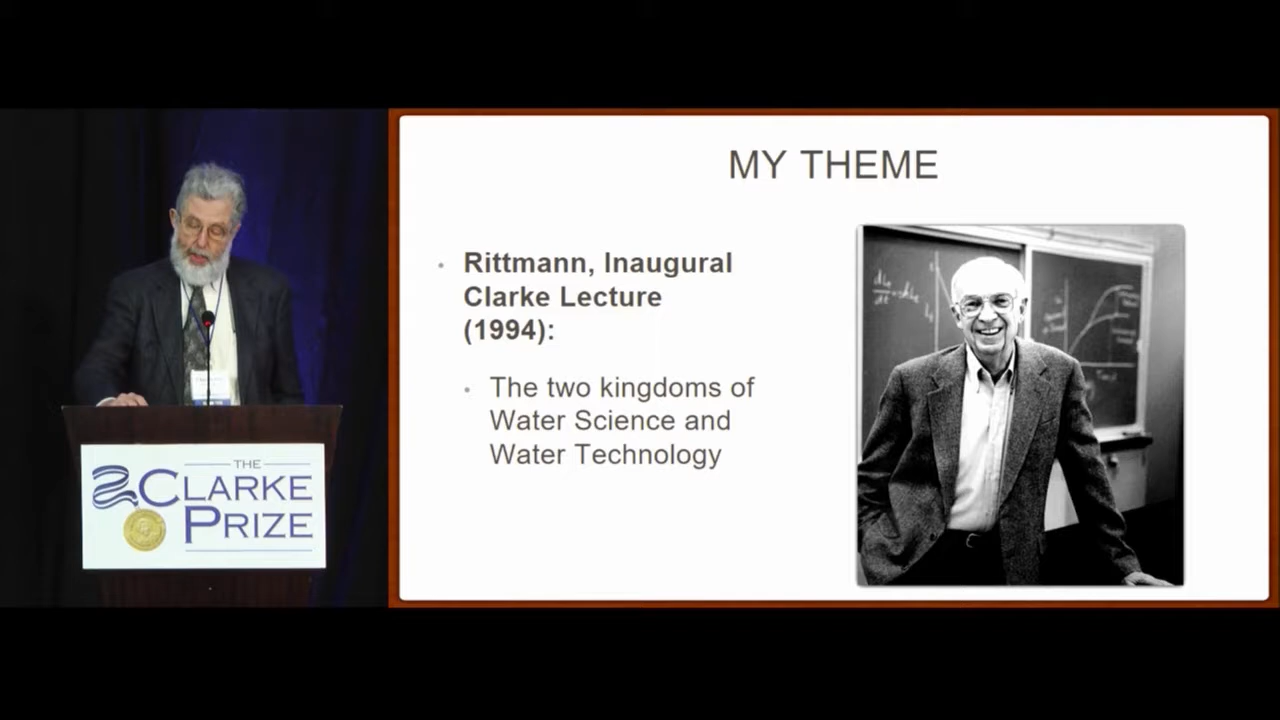 MY THEME
• Rittmann, Inaugural
Clarke Lecture
(1994):
• The two kingdoms of
Water Science and
Water Technology
THE
CLARKE
PRIZE